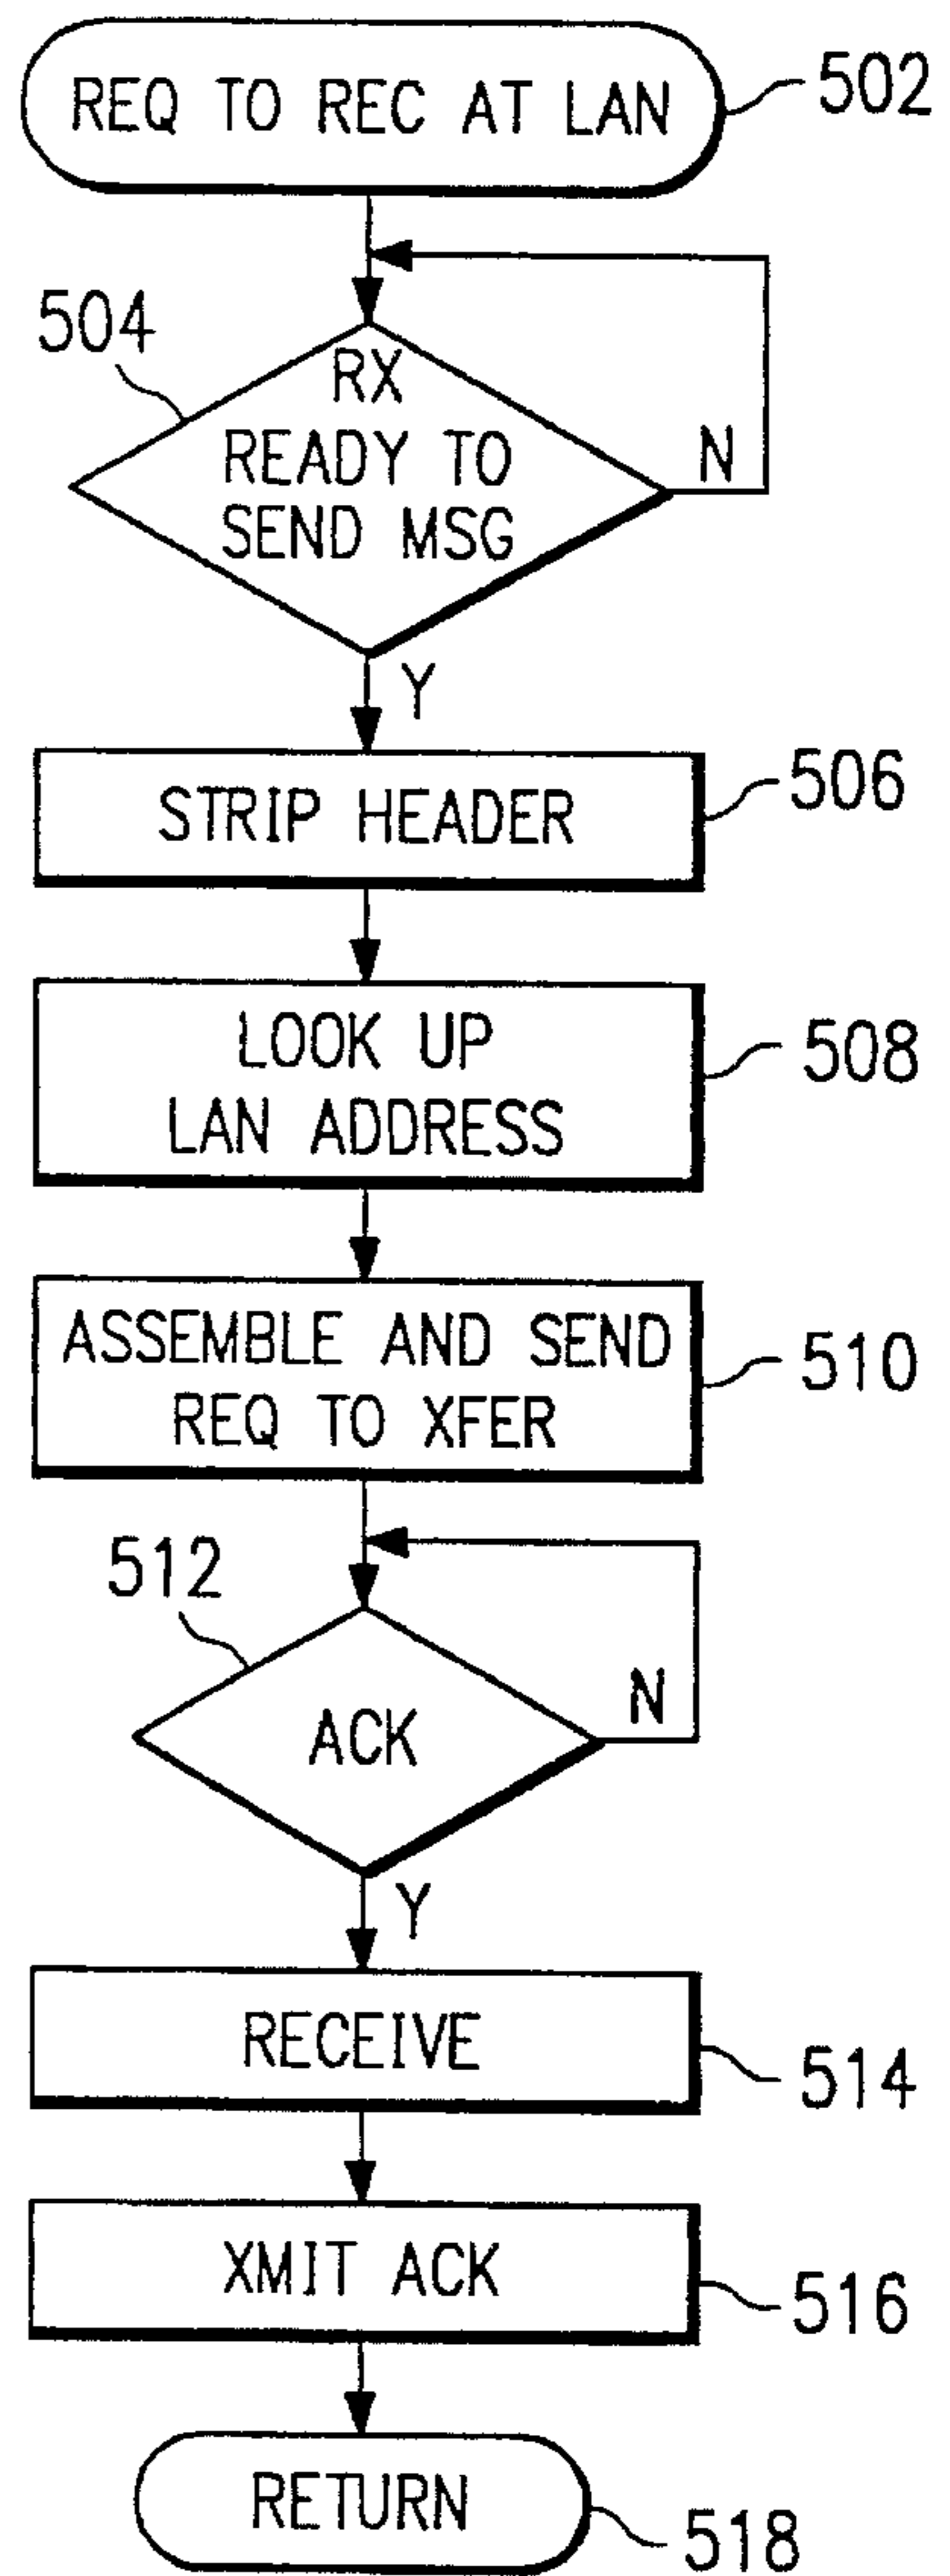 REQ TO REC AT LAN
502
504
RX
READY TO
SEND MSG
N
Y
STRIP HEADER
506
LOOK UP
LAN ADDRESS
508
ASSEMBLE AND SEND
REQ TO XFER
510
512
ACK
N
Y
RECEIVE
514
XMIT ACK
516
RETURN
518